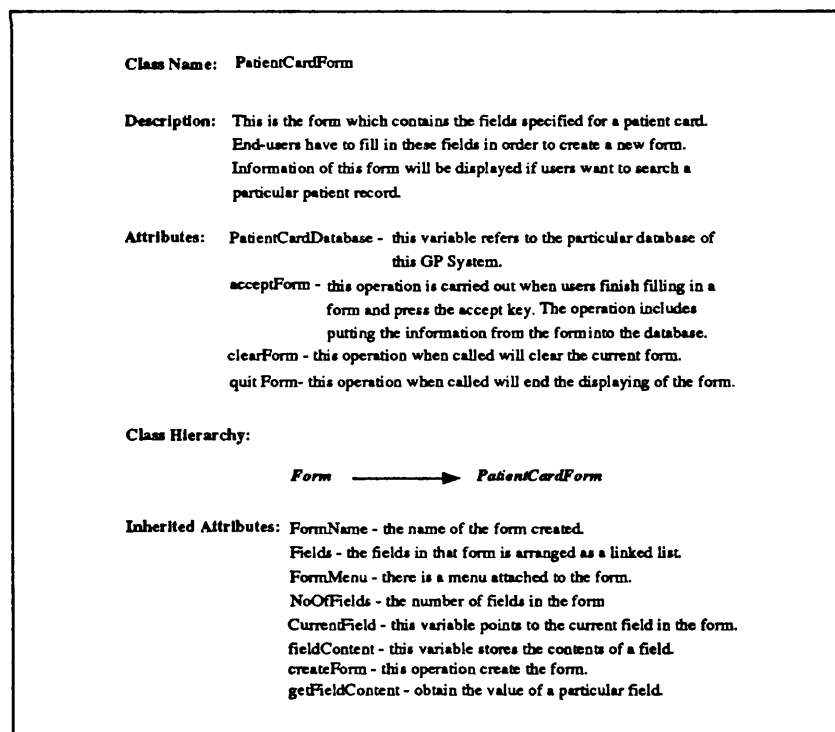 Class Name: PatientCardForm
Description: This is the form which contains the fields specified for a patient card.
End-users have to fill in these fields in order to create a new form.
Information of this form will be displayed if users want to search a
particular patient record.
Attributes: PatientCardDatabase - this variable refers to the particular database of
this GP System.
acceptForm - this operation is carried out when users finish filling in a
form and press the accept key. The operation includes
putting the information from the form into the database.
clearForm - this operation when called will clear the current form.
quit Form- this operation when called will end the displaying of the form.
Class Hierarchy:
Form PatientCardForm
Inherited Attributes: FormName - the name of the form created.
Fields - the fields in that form is arranged as a linked list.
FormMenu - there is a menu attached to the form.
NoOfFields - the number of fields in the form
CurrentField - this variable points to the current field in the form.
fieldContent - this variable stores the contents of a field.
createForm - this operation create the form.
getFieldContent - obtain the value of a particular field.